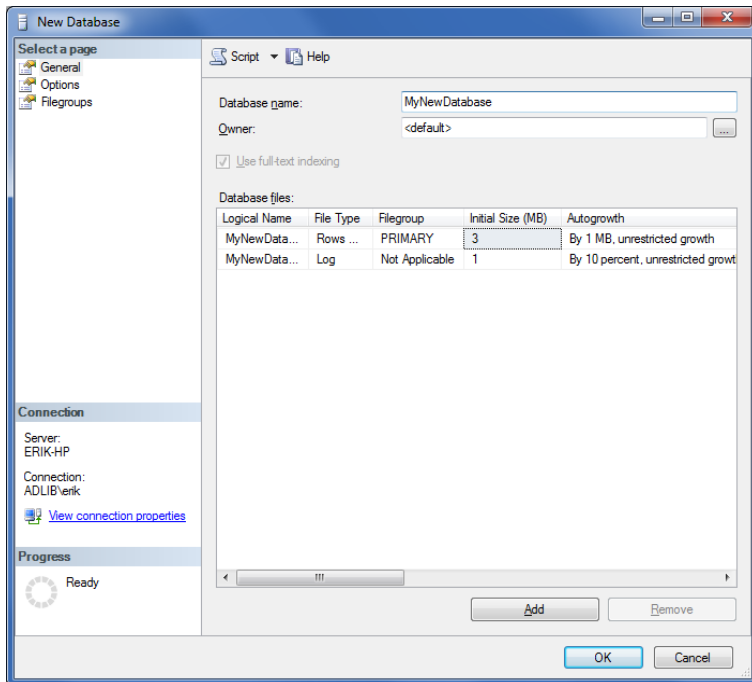 New Database
Select a page
General
Options
Filegroups
Script Help
Database name: MyNewDatabase
Owner: <default> ...
Use full-text indexing
Database files:
Logical Name File Type Filegroup Initial Size (MB) Autogrowth
MyNewData... Rows ... PRIMARY 3 By 1 MB, unrestricted growth
MyNewData... Log Not Applicable 1 By 10 percent, unrestricted growt
Connection
Server:
ERIK-HP
Connection:
ADLIB\erik
View connection properties
Progress
Ready
Add Remove
OK Cancel